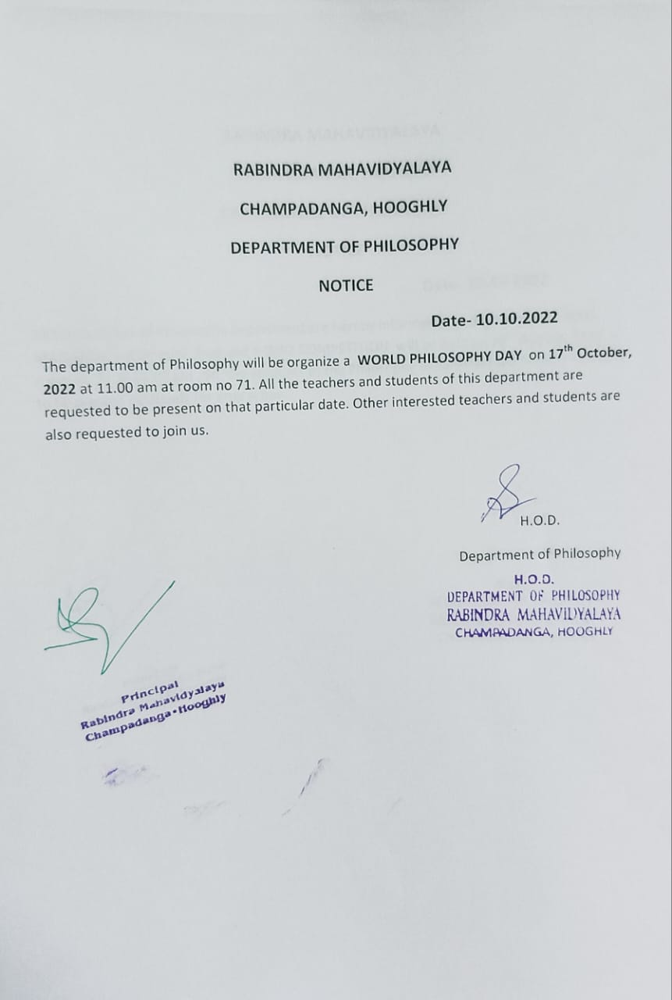 RABINDRA MAHAVIDYALAYA
CHAMPADANGA, HOOGHLY
DEPARTMENT OF PHILOSOPHY
NOTICE
Date- 10.10.2022
The department of Philosophy will be organize a WORLD PHILOSOPHY DAY on 17th October,
2022 at 11.00 am at room no 71. All the teachers and students of this department are
requested to be present on that particular date. Other interested teachers and students are
also requested to join us.
H.O.D.
Department of Philosophy
H.O.D.
DEPARTMENT OF PHILOSOPHY
RABINDRA MAHAVIDYALAYA
CHAMPADANGA, HOOGHLY
Principal
Rabindra Mahavidyalaya
Champadanga•Hooghly